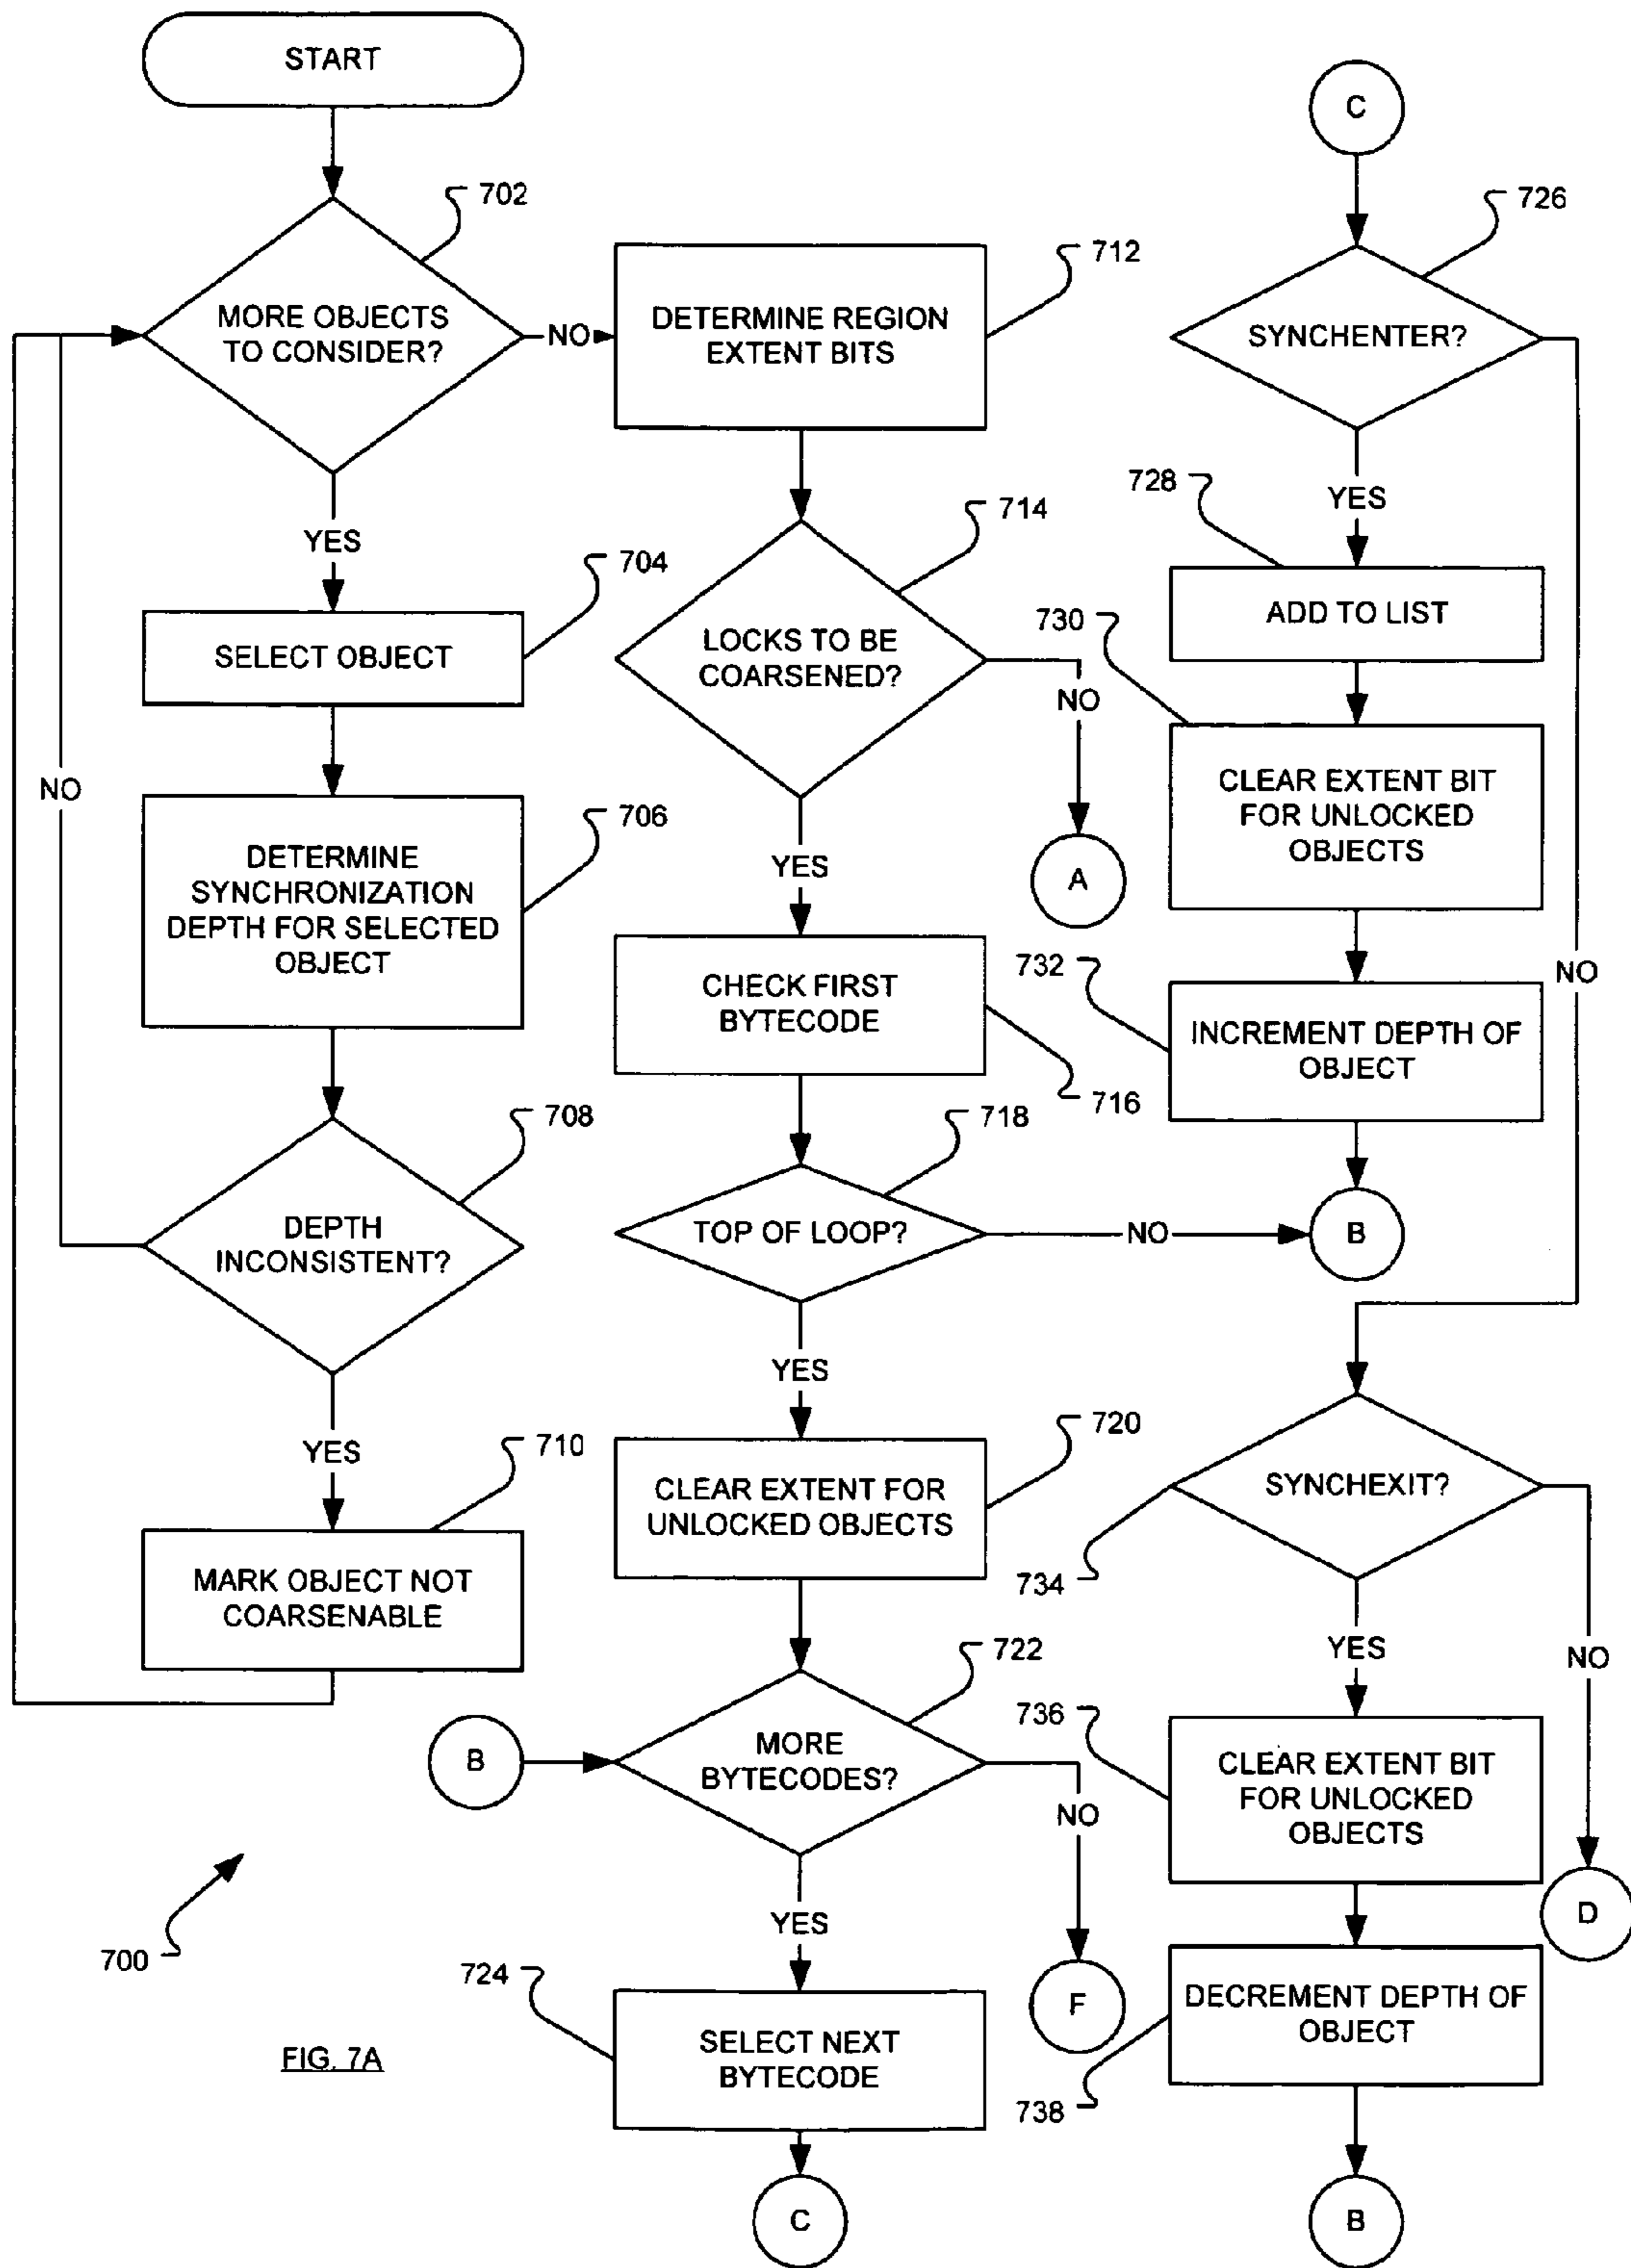 START
702
MORE OBJECTS
TO CONSIDER?
NO
YES
704
SELECT OBJECT
706
DETERMINE
SYNCHRONIZATION
DEPTH FOR SELECTED
OBJECT
NO
708
DEPTH
INCONSISTENT?
YES
710
MARK OBJECT NOT
COARSENABLE
700
FIG. 7A
712
DETERMINE REGION
EXTENT BITS
714
LOCKS TO BE
COARSENED?
NO
A
YES
CHECK FIRST
BYTECODE
716
718
TOP OF LOOP?
NO
B
YES
720
CLEAR EXTENT FOR
UNLOCKED OBJECTS
722
B
MORE
BYTECODES?
NO
F
YES
724
SELECT NEXT
BYTECODE
C
C
726
SYNCHENTER?
YES
NO
728
ADD TO LIST
730
CLEAR EXTENT BIT
FOR UNLOCKED
OBJECTS
732
INCREMENT DEPTH OF
OBJECT
SYNCHEXIT?
734
YES
NO
D
736
CLEAR EXTENT BIT
FOR UNLOCKED
OBJECTS
DECREMENT DEPTH OF
OBJECT
738
B